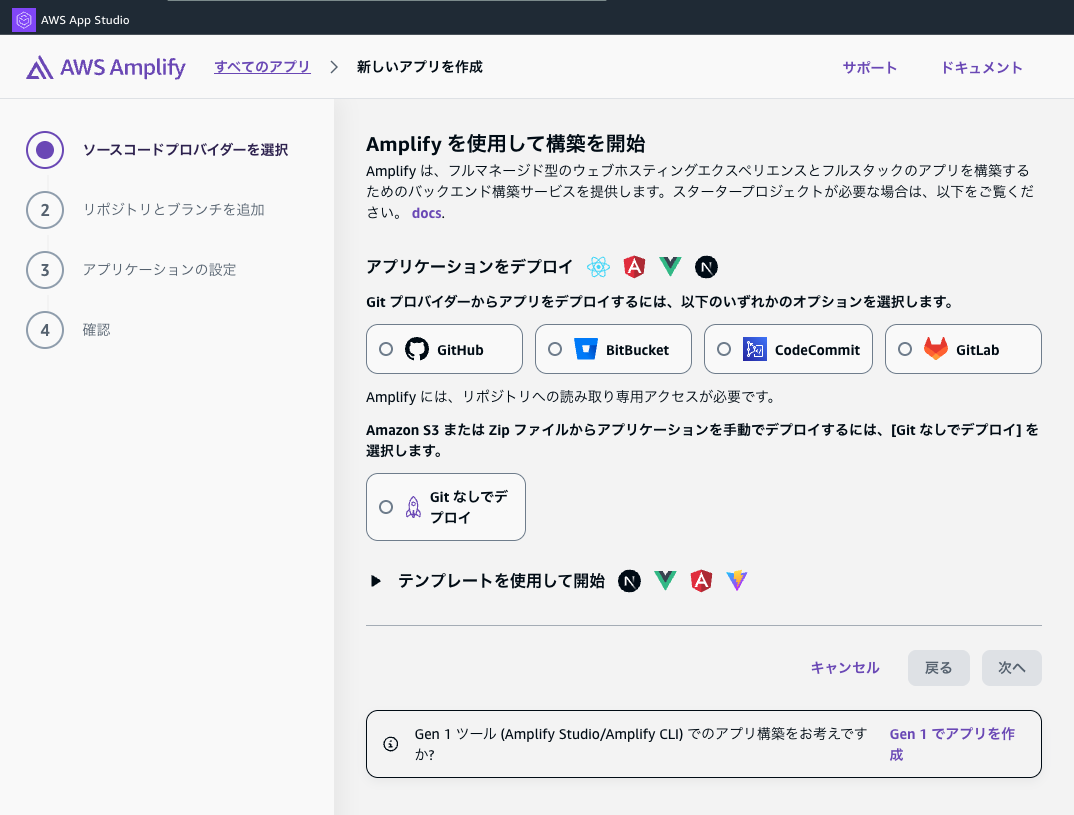 AWS App Studio
AWS Amplify
すべてのアプリ
新しいアプリを作成
サポート
ドキュメント
ソースコードプロバイダーを選択
2
リポジトリとブランチを追加
3
アプリケーションの設定
4
確認
Amplify を使用して構築を開始
Amplify は、フルマネージド型のウェブホスティングエクスペリエンスとフルスタックのアプリを構築する
ためのバックエンド構築サービスを提供します。スタータープロジェクトが必要な場合は、以下をご覧くだ
さい。 docs.
アプリケーションをデプロイ
Git プロバイダーからアプリをデプロイするには、以下のいずれかのオプションを選択します。
GitHub
BitBucket
CodeCommit
GitLab
Amplify には、リポジトリへの読み取り専用アクセスが必要です。
Amazon S3 または Zip ファイルからアプリケーションを手動でデプロイするには、[Git なしでデプロイ] を
選択します。
Git なしでデ
プロイ
テンプレートを使用して開始
キャンセル
戻る
次へ
Gen 1 ツール (Amplify Studio/Amplify CLI) でのアプリ構築をお考えです
か?
Gen 1 でアプリを作
成